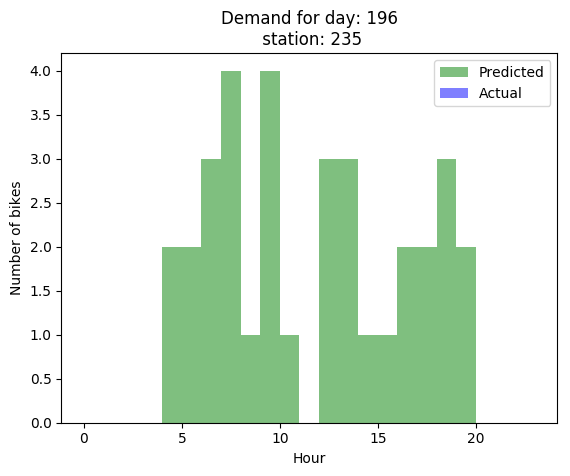 Demand for day: 196
station: 235
Predicted
Actual
4.0
3.5
3.0
2.5
2.0
1.5
1.0
0.5
0.0
Number of bikes
0 5 10 15 20
Hour